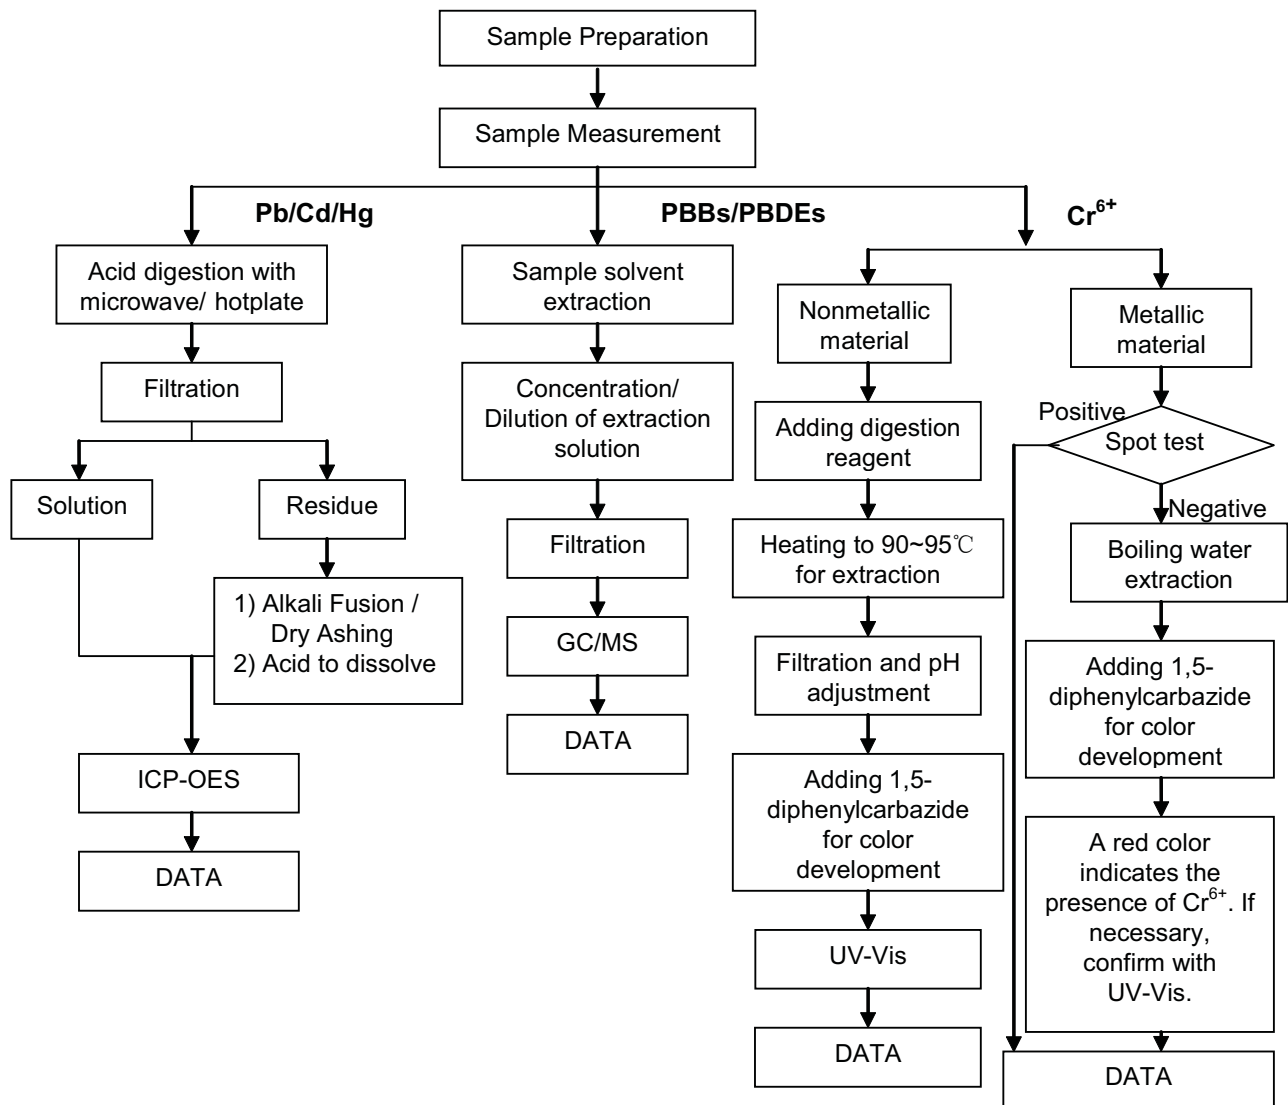 Sample Preparation
Sample Measurement
Pb/Cd/Hg
PBBs/PBDEs
Cr⁶⁺
Acid digestion with
microwave/ hotplate
Filtration
Solution
Residue
1) Alkali Fusion /
Dry Ashing
2) Acid to dissolve
ICP-OES
DATA
Sample solvent
extraction
Concentration/
Dilution of extraction
solution
Filtration
GC/MS
DATA
Nonmetallic
material
Adding digestion
reagent
Heating to 90~95℃
for extraction
Filtration and pH
adjustment
Adding 1,5-
diphenylcarbazide
for color
development
UV-Vis
DATA
Metallic
material
Positive
Spot test
Negative
Boiling water
extraction
Adding 1,5-
diphenylcarbazide
for color
development
A red color
indicates the
presence of Cr⁶⁺. If
necessary,
confirm with
UV-Vis.
DATA